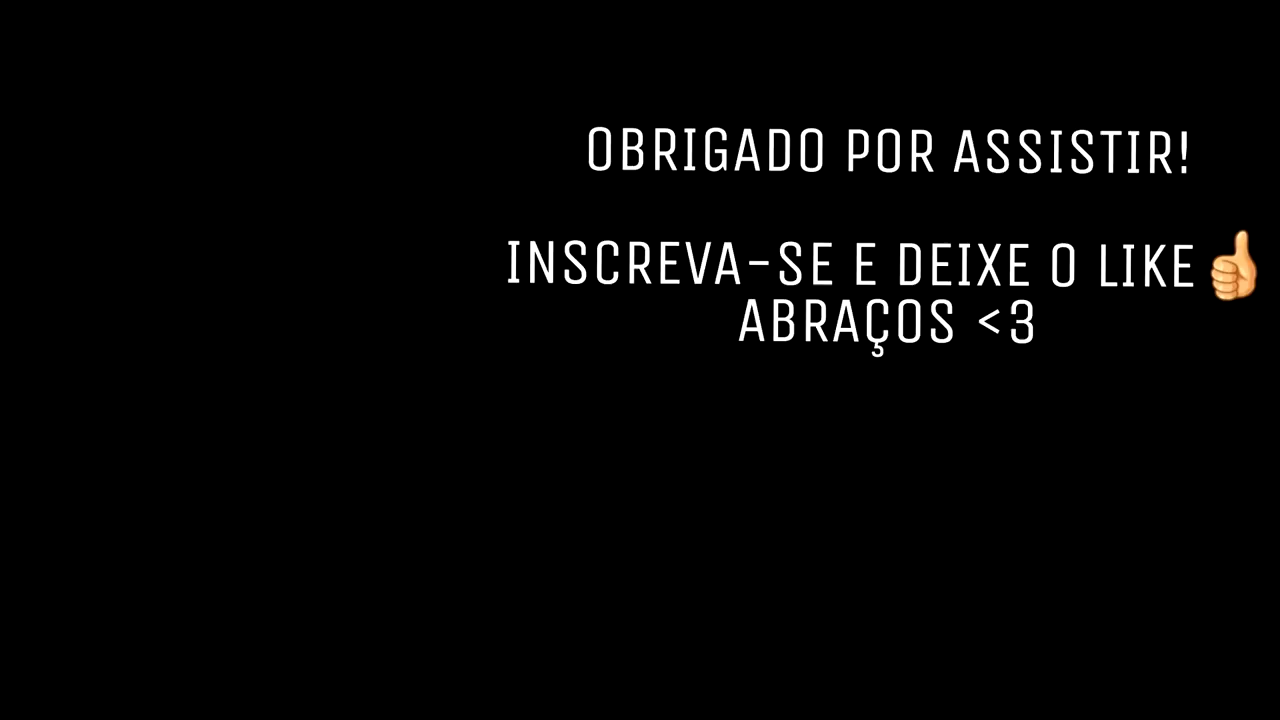 OBRIGADO POR ASSISTIR!
INSCREVA-SE E DEIXE O LIKE👍
ABRAÇOS <3